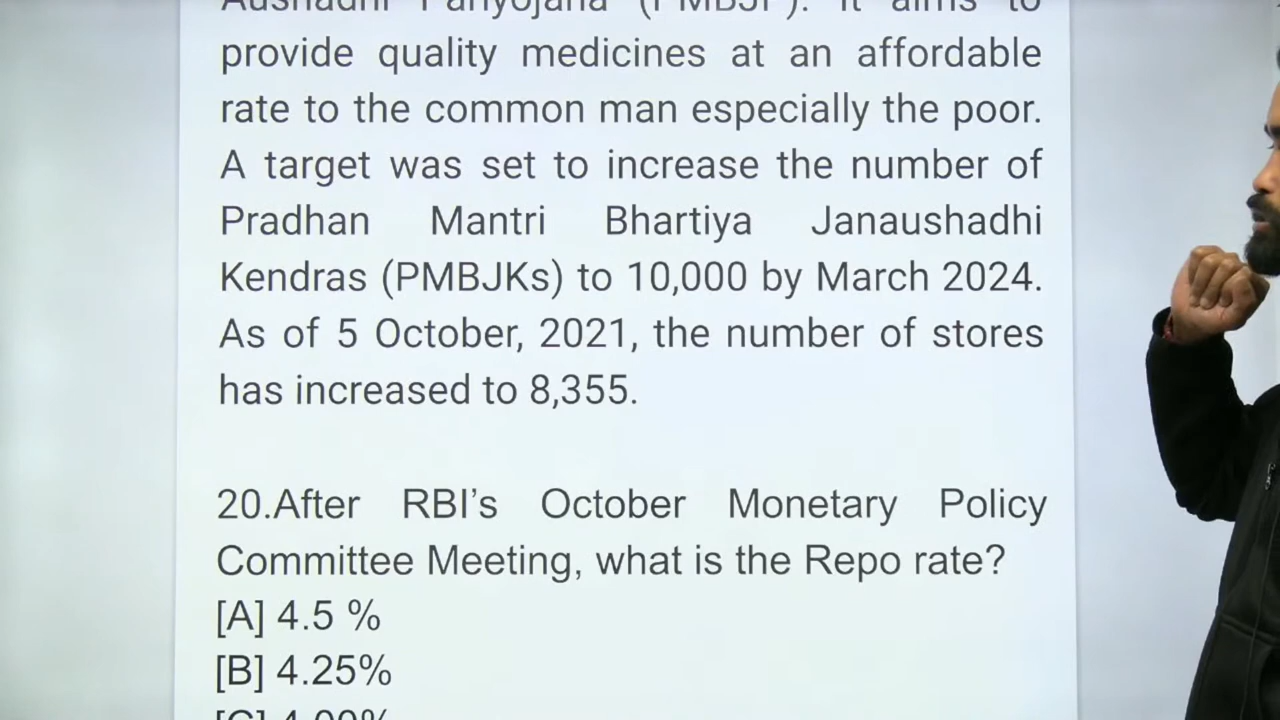 Aushadhi Pariyojana (PMBJP). It aims to
provide quality medicines at an affordable
rate to the common man especially the poor.
A target was set to increase the number of
Pradhan Mantri Bhartiya Janaushadhi
Kendras (PMBJKs) to 10,000 by March 2024.
As of 5 October, 2021, the number of stores
has increased to 8,355.
20.After RBI’s October Monetary Policy
Committee Meeting, what is the Repo rate?
[A] 4.5 %
[B] 4.25%
[C] 4.00%